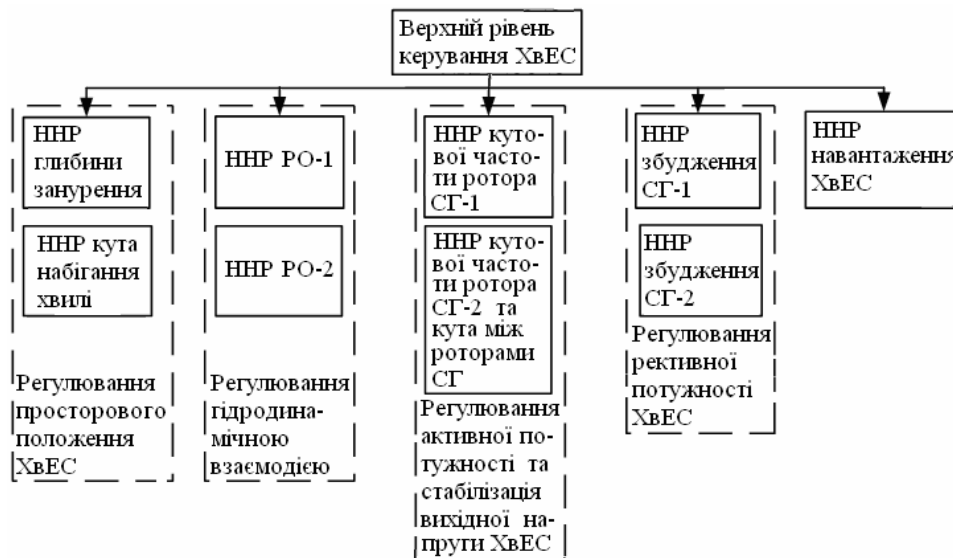 Верхній рівень
керування ХвЕС
ННР
глибини
занурення
ННР кута
набігання
хвилі
Регулювання
просторового
положення
ХвЕС
ННР РО-1
ННР РО-2
Регулювання
гідродина-
мічною
взаємодією
ННР куто-
вої часто-
ти ротора
СГ-1
ННР куто-
вої часто-
ти ротора
СГ-2 та
кута між
роторами
СГ
Регулювання
активної по-
тужності та
стабілізація
вихідної на-
пруги ХвЕС
ННР
збудження
СГ-1
ННР
збудження
СГ-2
Регулювання
рективної
потужності
ХвЕС
ННР
навантаження
ХвЕС